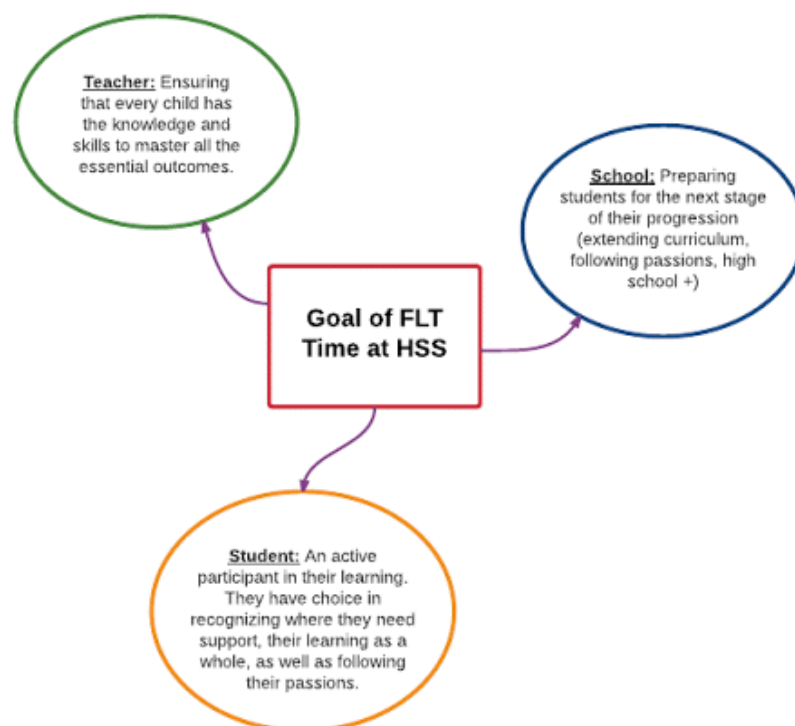 Teacher: Ensuring
that every child has
the knowledge and
skills to master all the
essential outcomes.
School: Preparing
students for the next stage
of their progression
(extending curriculum,
following passions, high
school +)
Goal of FLT
Time at HSS
Student: An active
participant in their learning.
They have choice in
recognizing where they need
support, their learning as a
whole, as well as following
their passions.